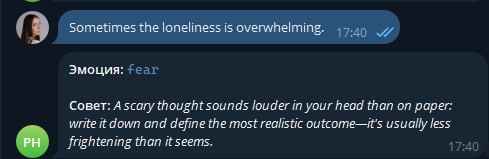 Sometimes the loneliness is overwhelming. 17:40
Эмоция: fear
Совет: A scary thought sounds louder in your head than on paper:
write it down and define the most realistic outcome—it's usually less
frightening than it seems.
PH 17:40